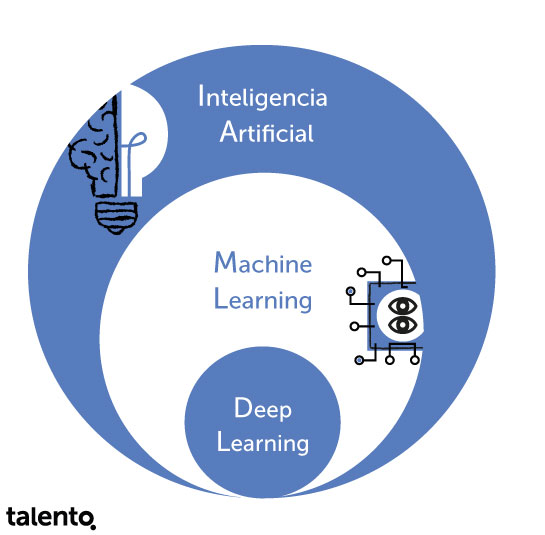 Inteligencia
Artificial
Machine
Learning
Deep
Learning
talento.